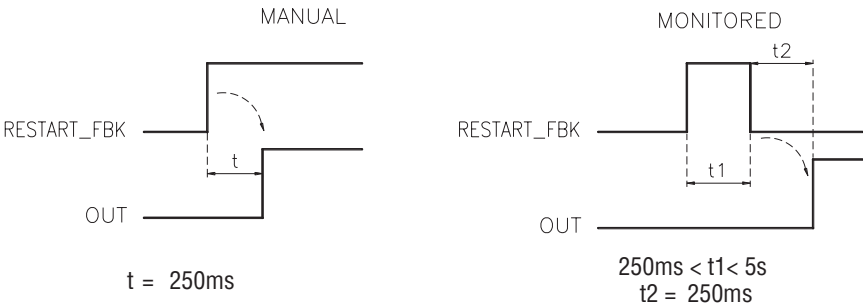 MANUAL
RESTART_FBK
t
OUT
t = 250ms
MONITORED
t2
RESTART_FBK
t1
OUT
250ms < t1< 5s
t2 = 250ms